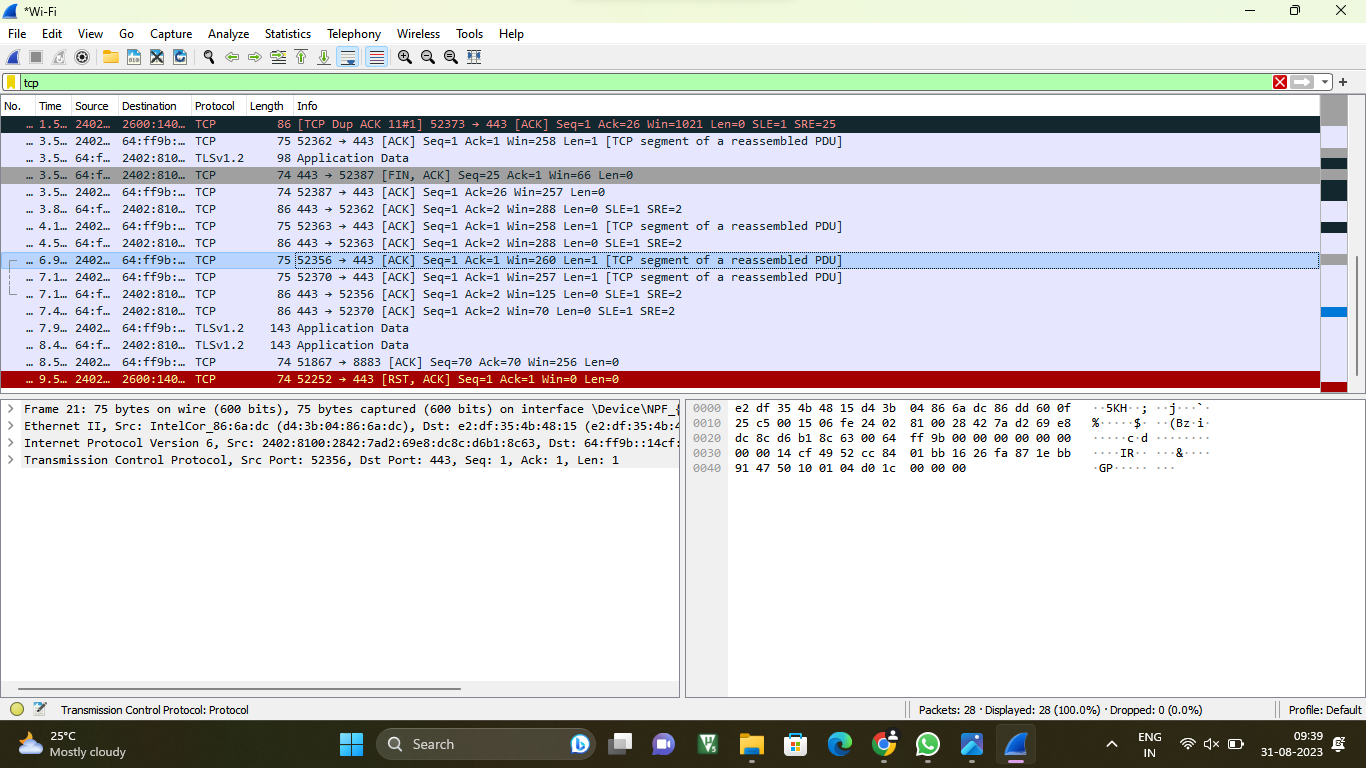 *Wi-Fi
File Edit View Go Capture Analyze Statistics Telephony Wireless Tools Help
tcp
No. Time Source Destination Protocol Length Info
… 1.5… 2402… 2600:140… TCP 86 [TCP Dup ACK 11#1] 52373 → 443 [ACK] Seq=1 Ack=26 Win=1021 Len=0 SLE=1 SRE=25
… 3.5… 2402… 64:ff9b:… TCP 75 52362 → 443 [ACK] Seq=1 Ack=1 Win=258 Len=1 [TCP segment of a reassembled PDU]
… 3.5… 64:f… 2402:810… TLSv1.2 98 Application Data
… 3.5… 64:f… 2402:810… TCP 74 443 → 52387 [FIN, ACK] Seq=25 Ack=1 Win=66 Len=0
… 3.5… 2402… 64:ff9b:… TCP 74 52387 → 443 [ACK] Seq=1 Ack=26 Win=257 Len=0
… 3.8… 64:f… 2402:810… TCP 86 443 → 52362 [ACK] Seq=1 Ack=2 Win=288 Len=0 SLE=1 SRE=2
… 4.1… 2402… 64:ff9b:… TCP 75 52363 → 443 [ACK] Seq=1 Ack=1 Win=258 Len=1 [TCP segment of a reassembled PDU]
… 4.5… 64:f… 2402:810… TCP 86 443 → 52363 [ACK] Seq=1 Ack=2 Win=288 Len=0 SLE=1 SRE=2
… 6.9… 2402… 64:ff9b:… TCP 75 52356 → 443 [ACK] Seq=1 Ack=1 Win=260 Len=1 [TCP segment of a reassembled PDU]
… 7.1… 2402… 64:ff9b:… TCP 75 52370 → 443 [ACK] Seq=1 Ack=1 Win=257 Len=1 [TCP segment of a reassembled PDU]
… 7.1… 64:f… 2402:810… TCP 86 443 → 52356 [ACK] Seq=1 Ack=2 Win=125 Len=0 SLE=1 SRE=2
… 7.4… 64:f… 2402:810… TCP 86 443 → 52370 [ACK] Seq=1 Ack=2 Win=70 Len=0 SLE=1 SRE=2
… 7.9… 2402… 64:ff9b:… TLSv1.2 143 Application Data
… 8.4… 64:f… 2402:810… TLSv1.2 143 Application Data
… 8.5… 2402… 64:ff9b:… TCP 74 51867 → 8883 [ACK] Seq=70 Ack=70 Win=256 Len=0
… 9.5… 2402… 2600:140… TCP 74 52252 → 443 [RST, ACK] Seq=1 Ack=1 Win=0 Len=0
Frame 21: 75 bytes on wire (600 bits), 75 bytes captured (600 bits) on interface \Device\NPF_{
Ethernet II, Src: IntelCor_86:6a:dc (d4:3b:04:86:6a:dc), Dst: e2:df:35:4b:48:15 (e2:df:35:4b:4
Internet Protocol Version 6, Src: 2402:8100:2842:7ad2:69e8:dc8c:d6b1:8c63, Dst: 64:ff9b::14cf:
Transmission Control Protocol, Src Port: 52356, Dst Port: 443, Seq: 1, Ack: 1, Len: 1
0000 e2 df 35 4b 48 15 d4 3b 04 86 6a dc 86 dd 60 0f ··5KH··; ··j···`·
0010 25 c5 00 15 06 fe 24 02 81 00 28 42 7a d2 69 e8 %·····$· ··(Bz·i·
0020 dc 8c d6 b1 8c 63 00 64 ff 9b 00 00 00 00 00 00 ·····c·d ········
0030 00 00 14 cf 49 52 cc 84 01 bb 16 26 fa 87 1e bb ····IR·· ···&····
0040 91 47 50 10 01 04 d0 1c 00 00 00 ·GP····· ···
Transmission Control Protocol: Protocol
Packets: 28 · Displayed: 28 (100.0%) · Dropped: 0 (0.0%)
Profile: Default
25°C
Mostly cloudy
Search
ENG
IN
09:39
31-08-2023